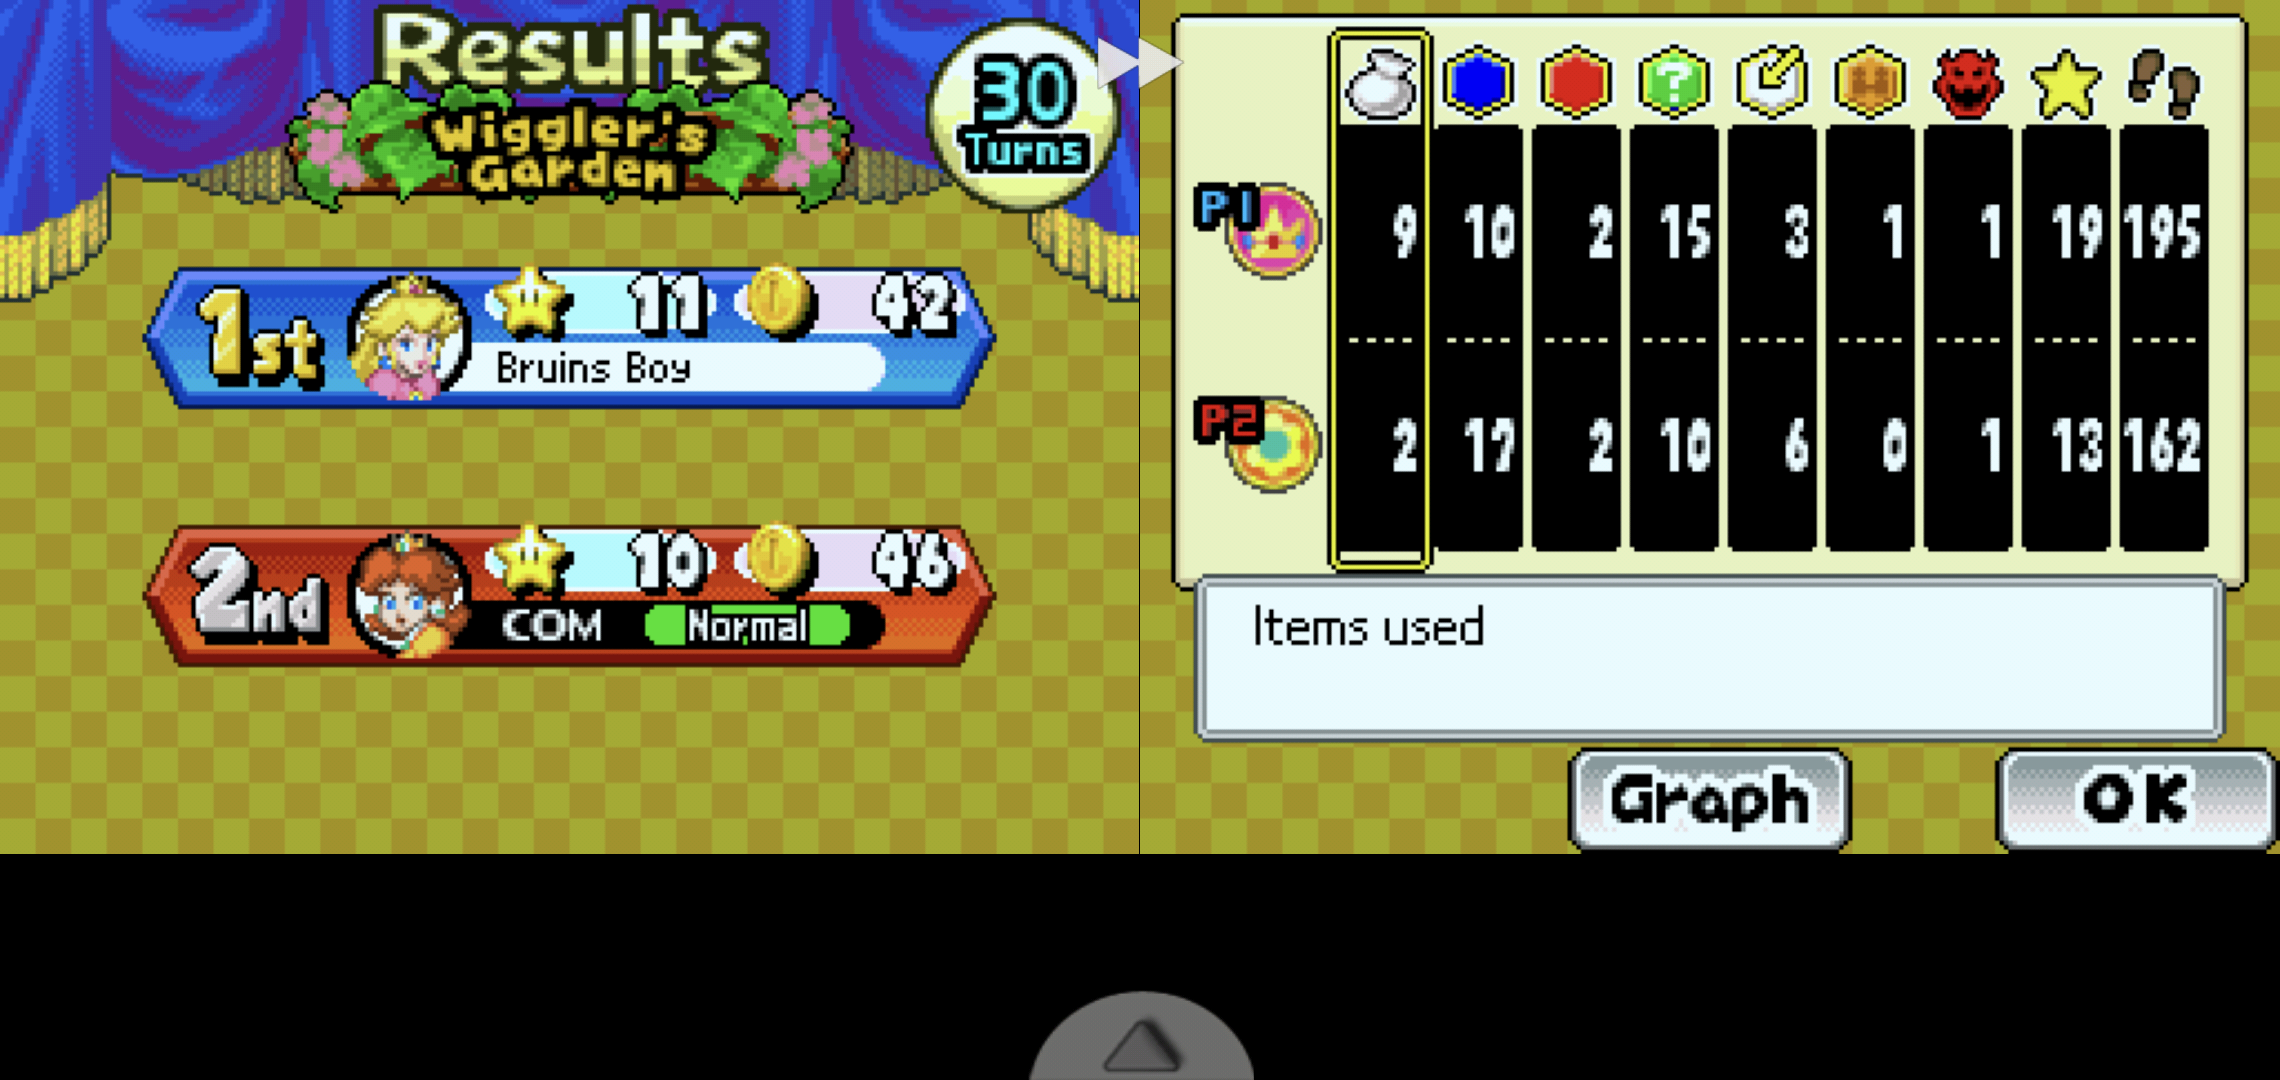 Results
Wiggler's
Garden
30
Turns
1st 11 42
Bruins Boy
2nd 10 46
COM Normal
?
P1 9 10 2 15 3 1 1 19 195
P2 2 17 2 10 6 0 1 13 162
Items used
Graph OK